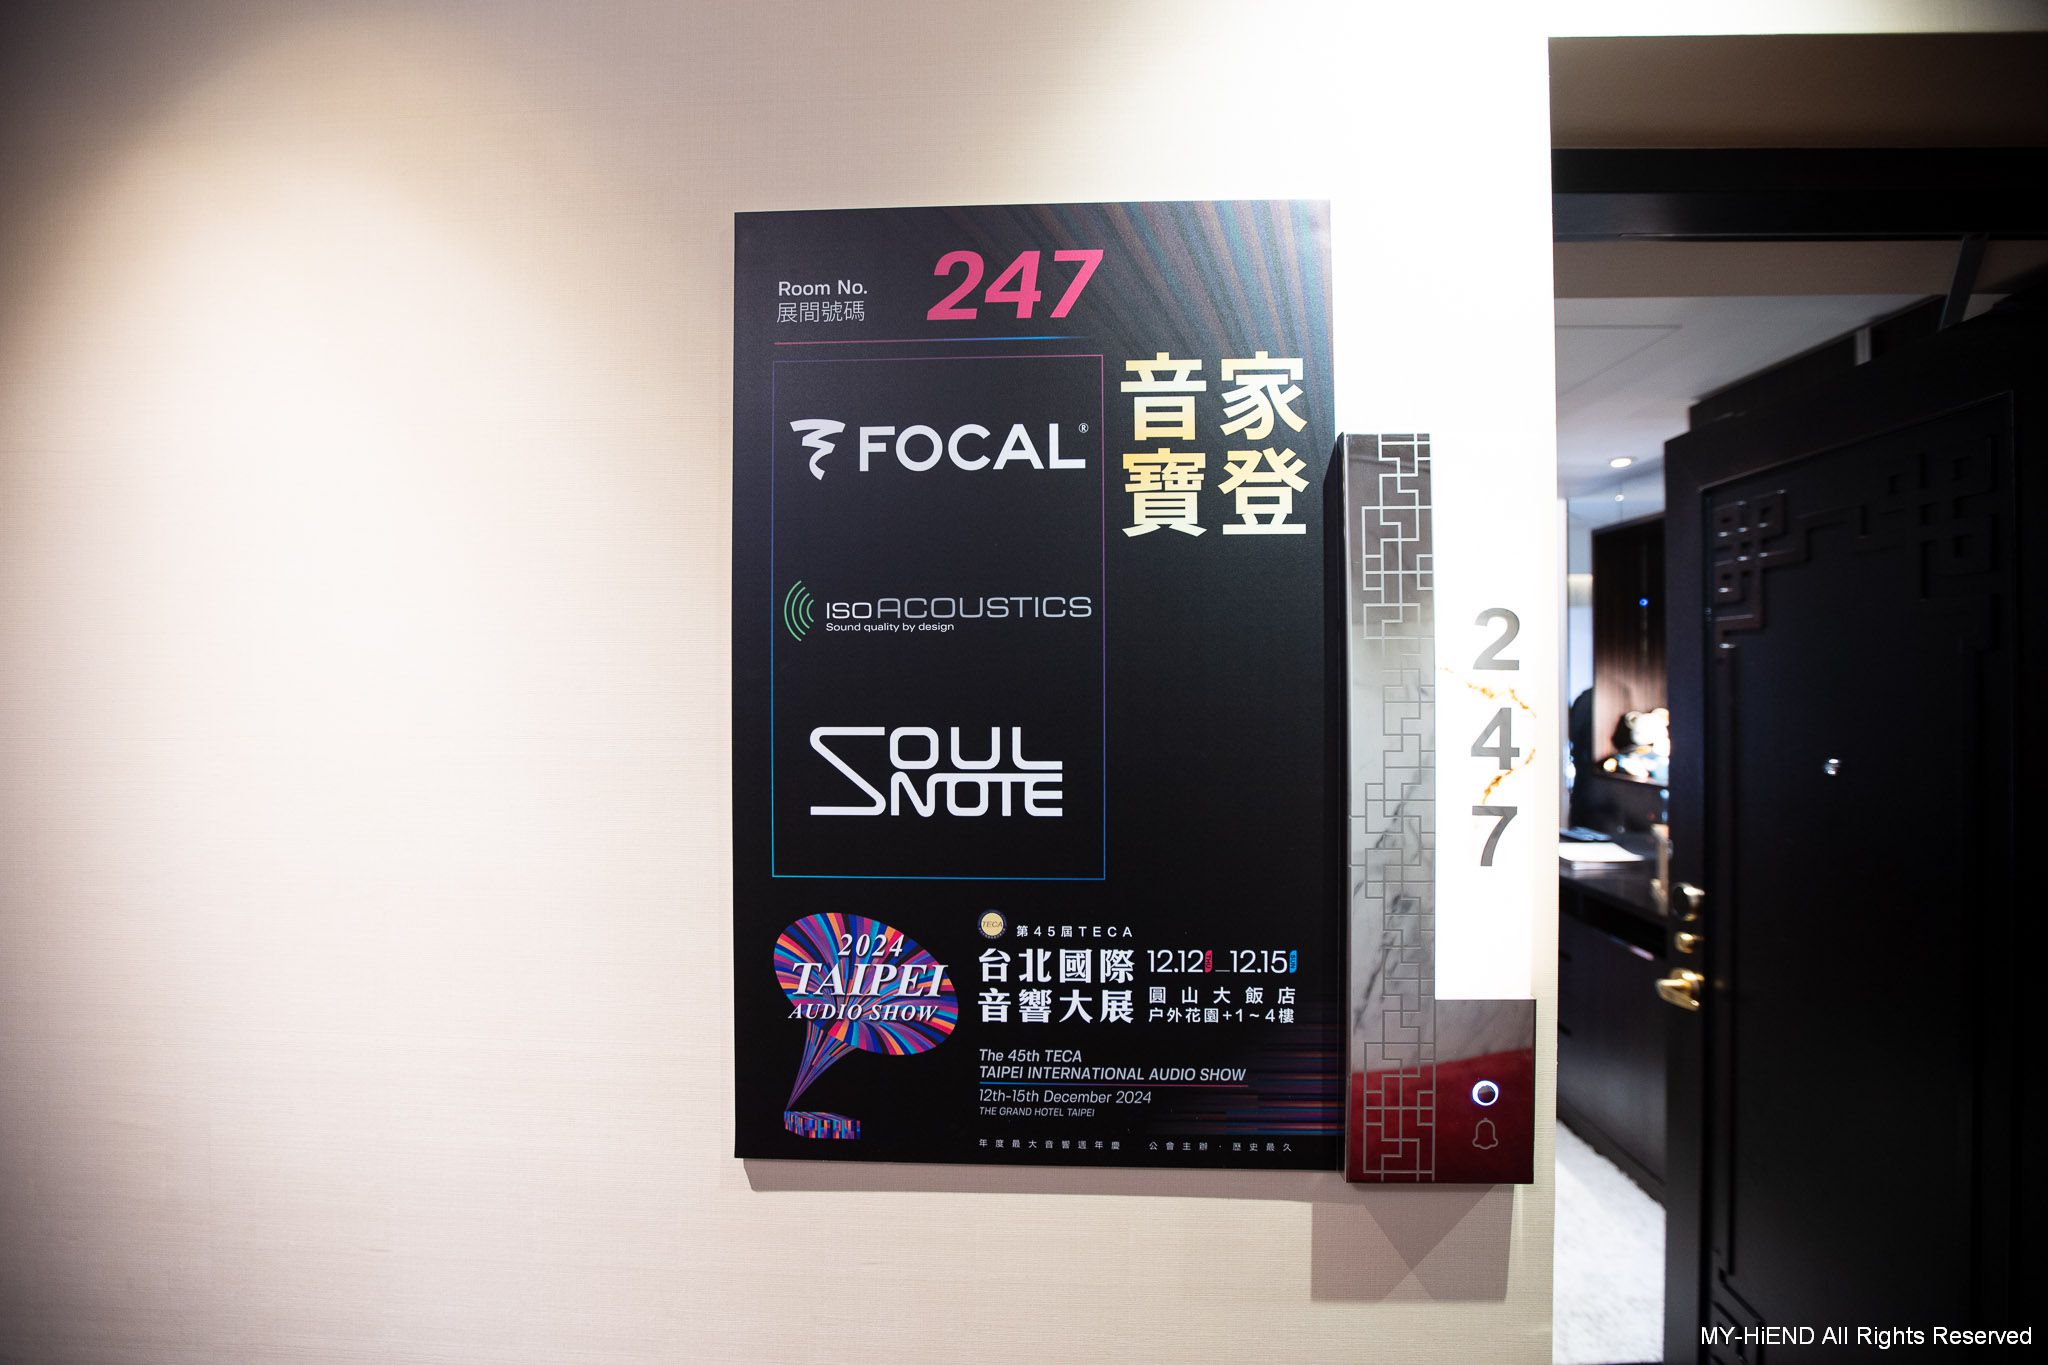 Room No.
展間號碼
247
FOCAL®
家登
音寶
ISOACOUSTICS
Sound quality by design
SOUL
NOTE
2024
TAIPEI
AUDIO SHOW
TECA
第45屆TECA
台北國際
音響大展
12.12 THU – 12.15 SUN
圓山大飯店
戶外花園+1~4樓
The 45th TECA
TAIPEI INTERNATIONAL AUDIO SHOW
12th-15th December 2024
THE GRAND HOTEL TAIPEI
年度最大音響週年慶 公會主辦・歷史最久
2
4
7
MY-HiEND All Rights Reserved